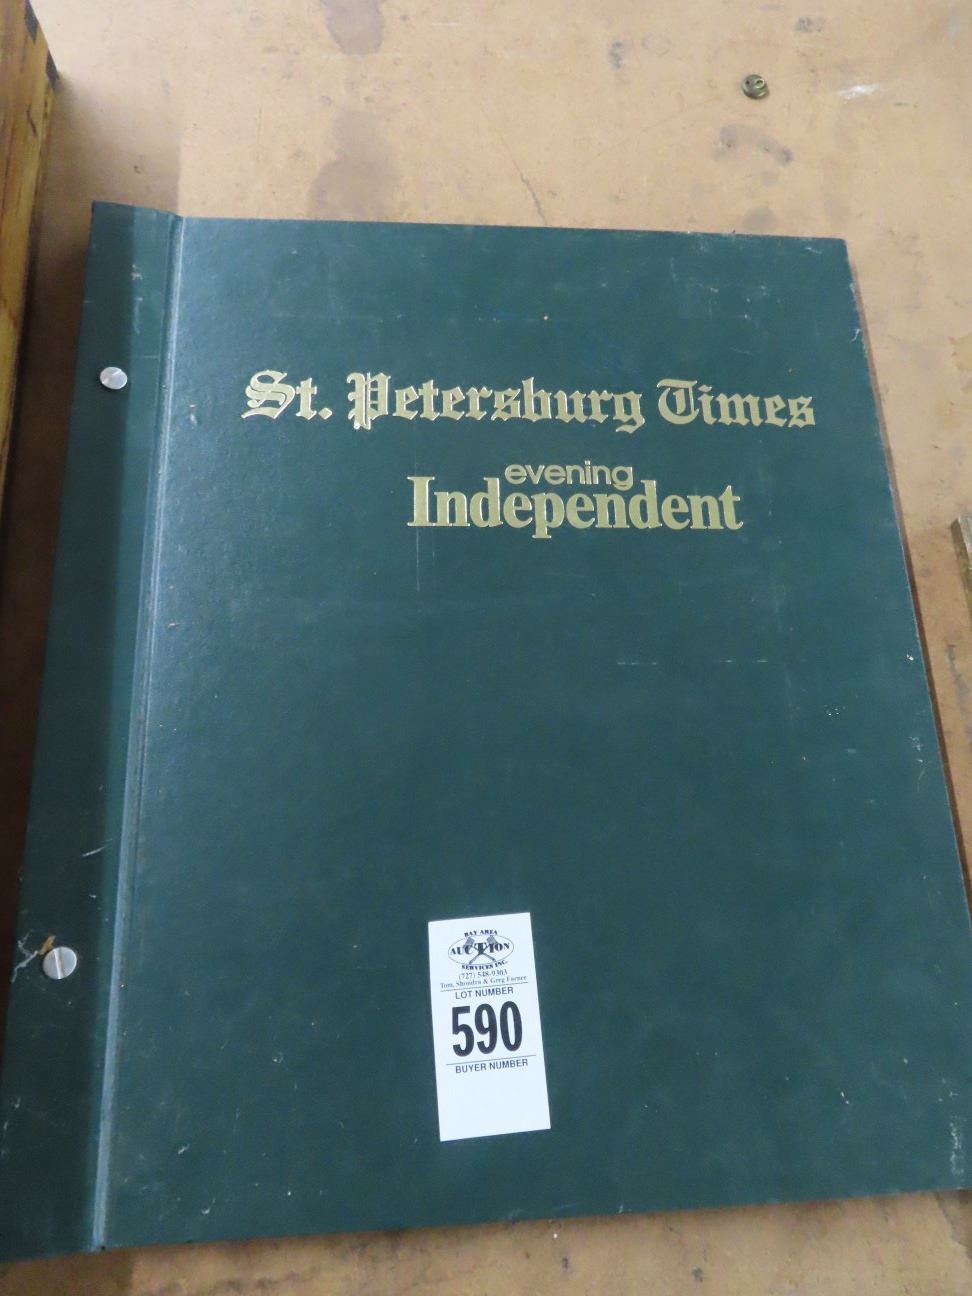 St. Petersburg Times
evening
Independent
BAY AREA
AUCTION
SERVICES INC.
(727) 548-9303
Tom, Shondra & Greg Farner
LOT NUMBER
590
BUYER NUMBER